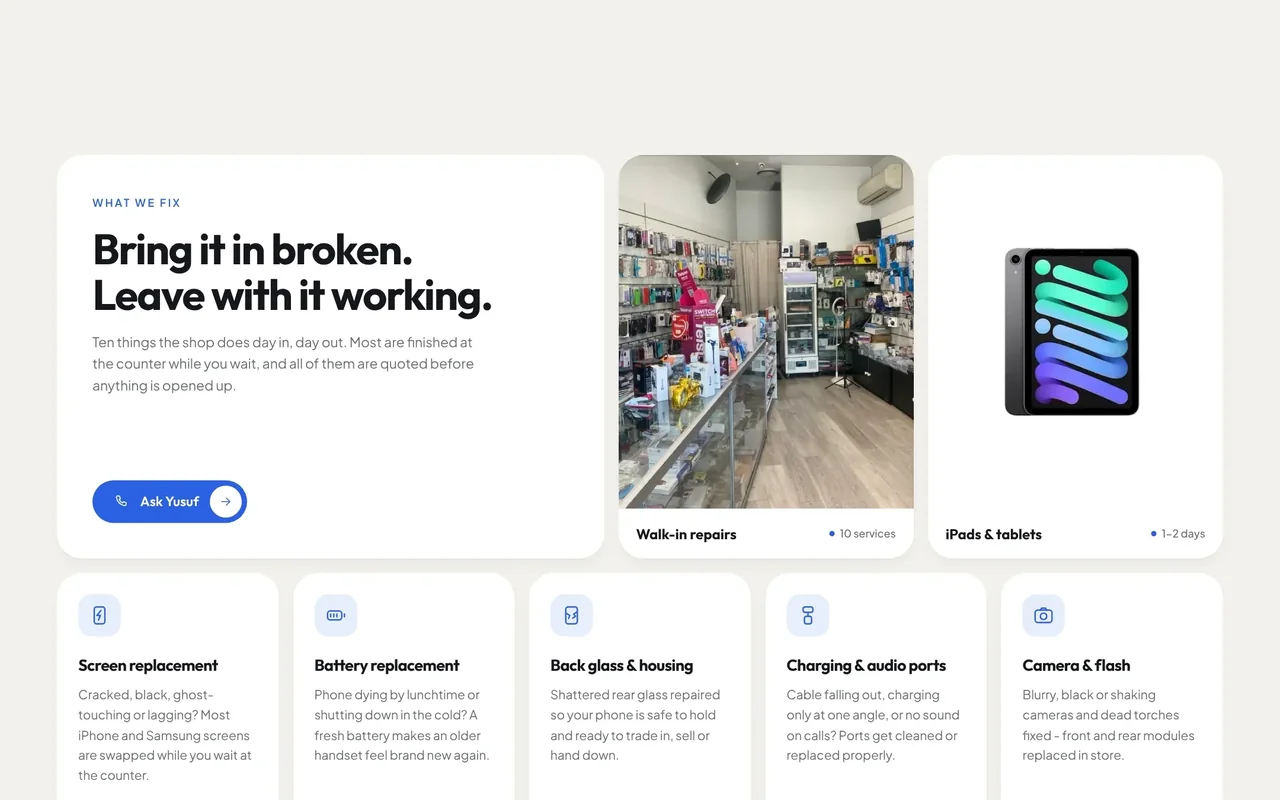 WHAT WE FIX
Bring it in broken.
Leave with it working.
Ten things the shop does day in, day out. Most are finished at
the counter while you wait, and all of them are quoted before
anything is opened up.
Ask Yusuf
SWITCH
Walk-in repairs
10 services
iPads & tablets
1–2 days
Screen replacement
Cracked, black, ghost-
touching or lagging? Most
iPhone and Samsung screens
are swapped while you wait at
the counter.
Battery replacement
Phone dying by lunchtime or
shutting down in the cold? A
fresh battery makes an older
handset feel brand new again.
Back glass & housing
Shattered rear glass repaired
so your phone is safe to hold
and ready to trade in, sell or
hand down.
Charging & audio ports
Cable falling out, charging
only at one angle, or no sound
on calls? Ports get cleaned or
replaced properly.
Camera & flash
Blurry, black or shaking
cameras and dead torches
fixed - front and rear modules
replaced in store.